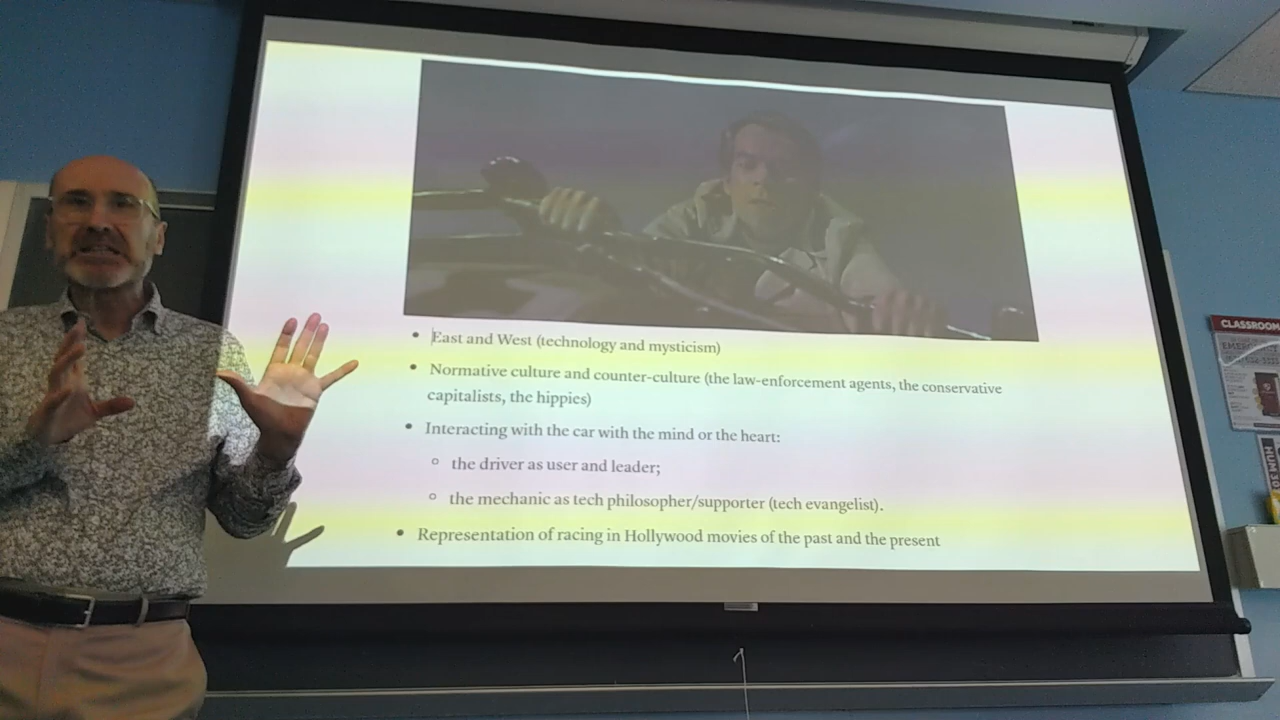 East and West (technology and mysticism)
Normative culture and counter-culture (the law-enforcement agents, the conservative
capitalists, the hippies)
Interacting with the car with the mind or the heart:
the driver as user and leader;
the mechanic as tech philosopher/supporter (tech evangelist).
Representation of racing in Hollywood movies of the past and the present
CLASSROOM